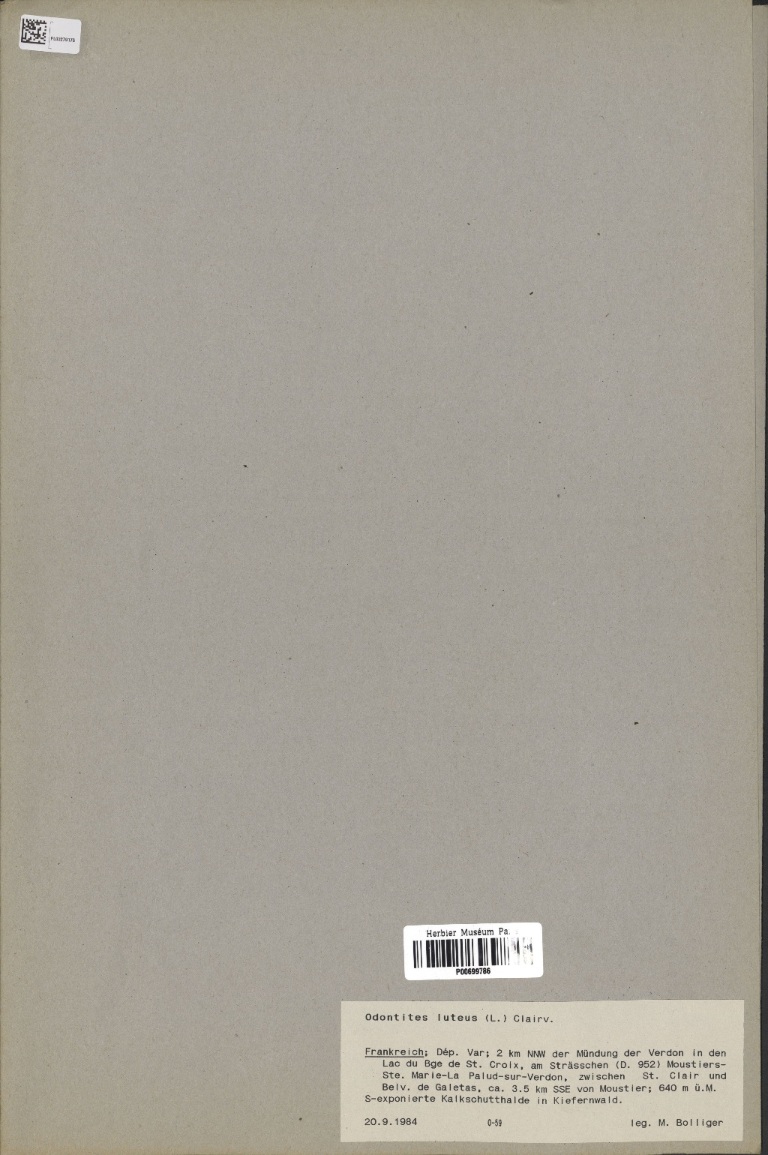 Herbier Muséum Pa
P00699786
Odontites luteus (L.) Clairv.
Frankreich; Dép. Var; 2 km NNW der Mündung der Verdon in den
Lac du Bge de St. Croix, am Strässchen (D. 952) Moustiers-
Ste. Marie-La Palud-sur-Verdon, zwischen St. Clair und
Belv. de Galetas, ca. 3.5 km SSE von Moustier; 640 m ü.M.
S-exponierte Kalkschutthalde in Kiefernwald.
20.9.1984 O-59 leg. M. Bolliger